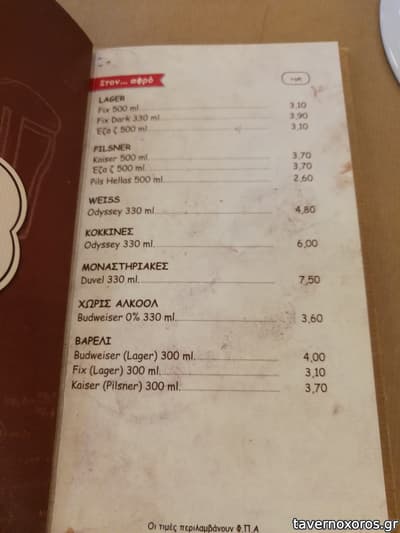 Στον... αφρό
LAGER
Fix 500 ml. 3,10
Fix Dark 330 ml. 3,90
Έζα ζ 500 ml. 3,10
PILSNER
Kaiser 500 ml. 3,70
Έζα ζ 500 ml. 3,70
Pils Hellas 500 ml. 2,60
WEISS
Odyssey 330 ml. 4,80
ΚΟΚΚΙΝΕΣ
Odyssey 330 ml. 6,00
ΜΟΝΑΣΤΗΡΙΑΚΕΣ
Duvel 330 ml. 7,50
ΧΩΡΙΣ ΑΛΚΟΟΛ
Budweiser 0% 330 ml. 3,60
ΒΑΡΕΛΙ
Budweiser (Lager) 300 ml. 4,00
Fix (Lager) 300 ml. 3,10
Kaiser (Pilsner) 300 ml. 3,70
Οι τιμές περιλαμβάνουν Φ.Π.Α
tavernoxoros.gr